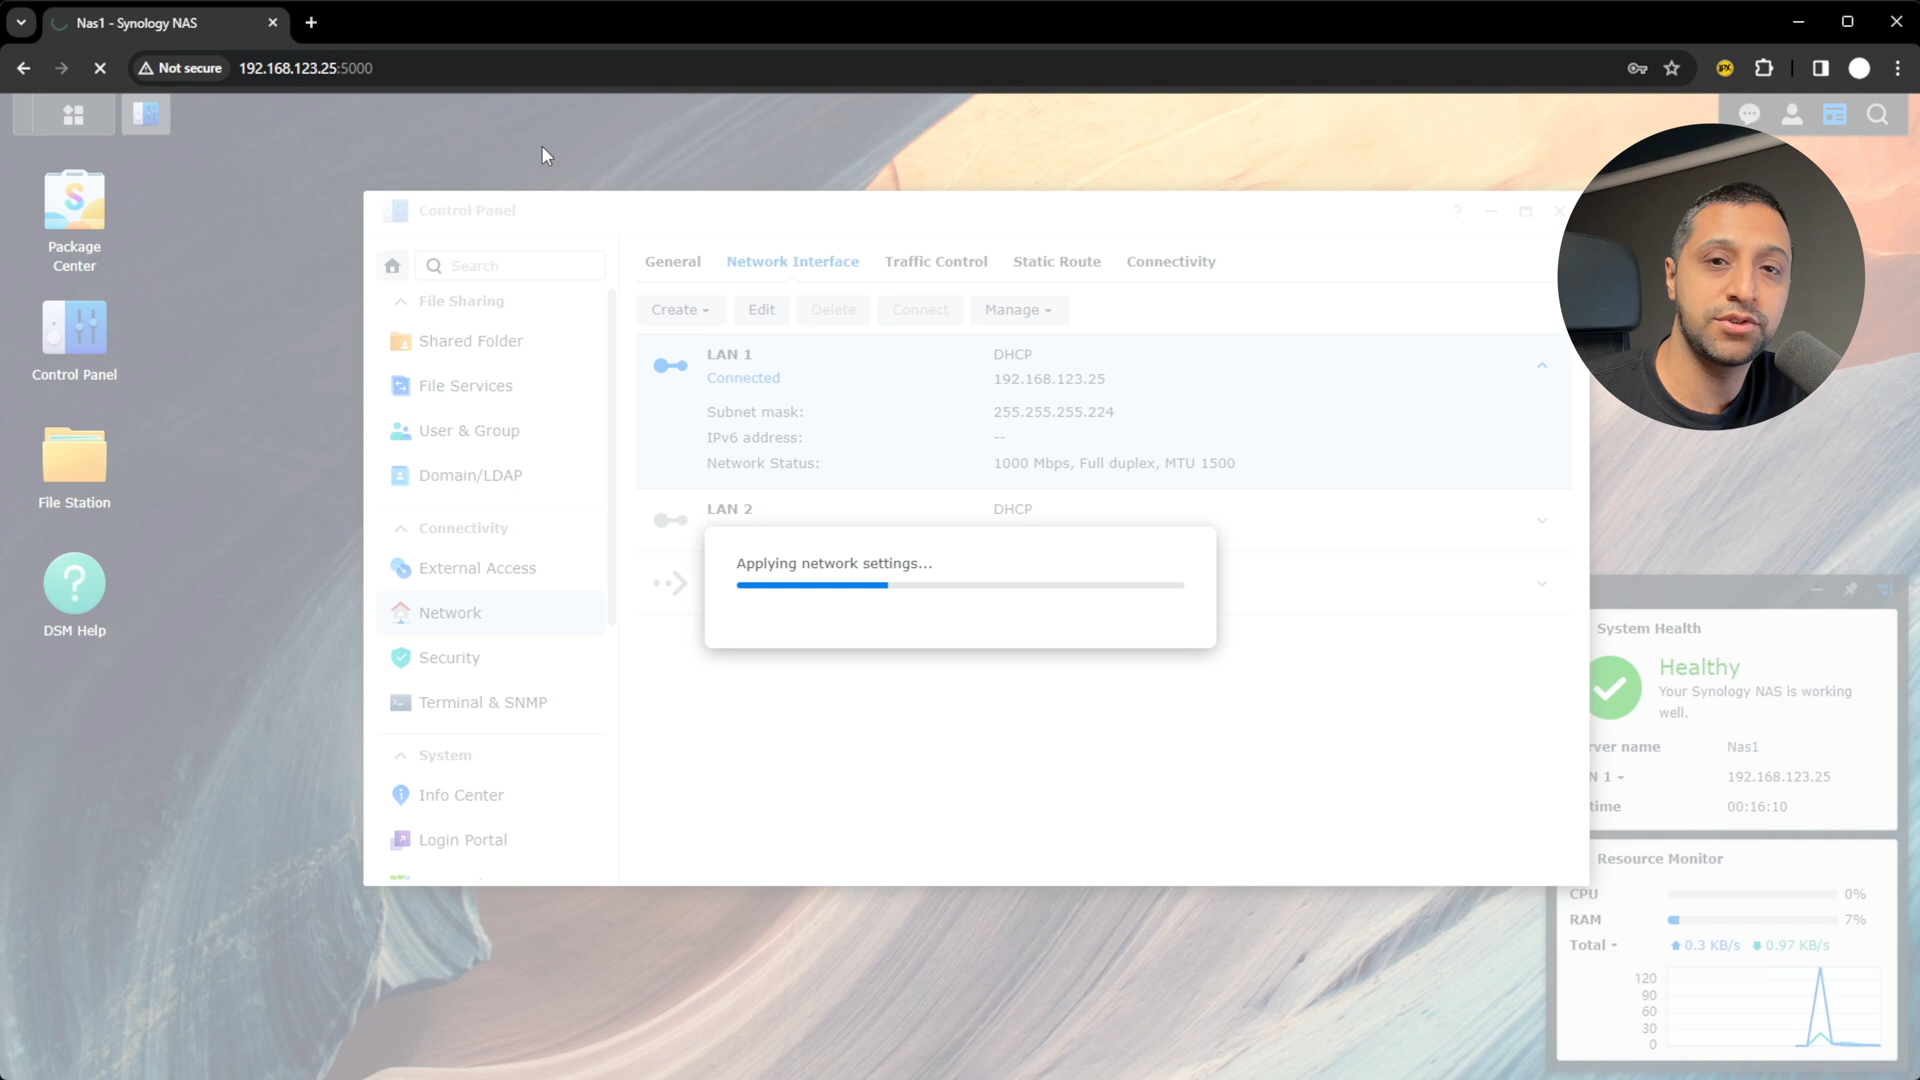 Nas1 - Synology NAS
Not secure
192.168.123.25:5000
Package
Center
Control Panel
File Station
DSM Help
Control Panel
Search
File Sharing
Shared Folder
File Services
User & Group
Domain/LDAP
Connectivity
External Access
Network
Security
Terminal & SNMP
System
Info Center
Login Portal
General Network Interface Traffic Control Static Route Connectivity
Create Edit Delete Connect Manage
LAN 1 DHCP
Connected 192.168.123.25
Subnet mask: 255.255.255.224
IPv6 address: --
Network Status: 1000 Mbps, Full duplex, MTU 1500
LAN 2 DHCP
Applying network settings...
System Health
Healthy
Your Synology NAS is working
well.
rver name Nas1
N 1 192.168.123.25
time 00:16:10
Resource Monitor
CPU 0%
RAM 7%
Total 0.3 KB/s 0.97 KB/s
120
90
60
30
0